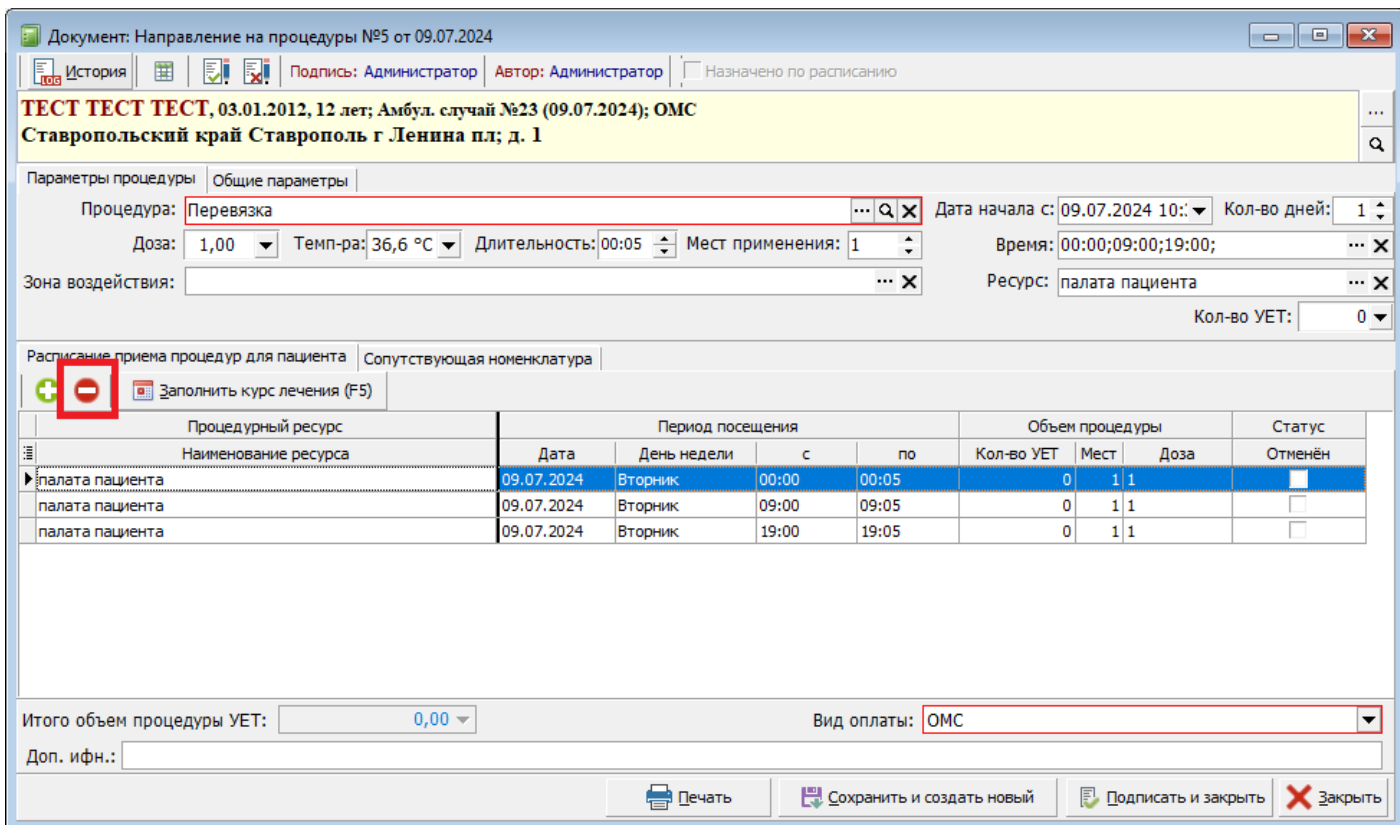 Документ: Направление на процедуры №5 от 09.07.2024
LOG История Подпись: Администратор Автор: Администратор Назначено по расписанию
ТЕСТ ТЕСТ ТЕСТ, 03.01.2012, 12 лет; Амбул. случай №23 (09.07.2024); ОМС
Ставропольский край Ставрополь г Ленина пл; д. 1
Параметры процедуры Общие параметры
Процедура: Перевязка Дата начала с: 09.07.2024 10: Кол-во дней: 1
Доза: 1,00 Темп-ра: 36,6 °C Длительность: 00:05 Мест применения: 1 Время: 00:00;09:00;19:00;
Зона воздействия: Ресурс: палата пациента
Кол-во УЕТ: 0
Расписание приема процедур для пациента Сопутствующая номенклатура
Заполнить курс лечения (F5)
Процедурный ресурс Период посещения Объем процедуры Статус
Наименование ресурса Дата День недели с по Кол-во УЕТ Мест Доза Отменён
палата пациента 09.07.2024 Вторник 00:00 00:05 0 1 1
палата пациента 09.07.2024 Вторник 09:00 09:05 0 1 1
палата пациента 09.07.2024 Вторник 19:00 19:05 0 1 1
Итого объем процедуры УЕТ: 0,00 Вид оплаты: ОМС
Доп. ифн.:
Печать Сохранить и создать новый Подписать и закрыть Закрыть